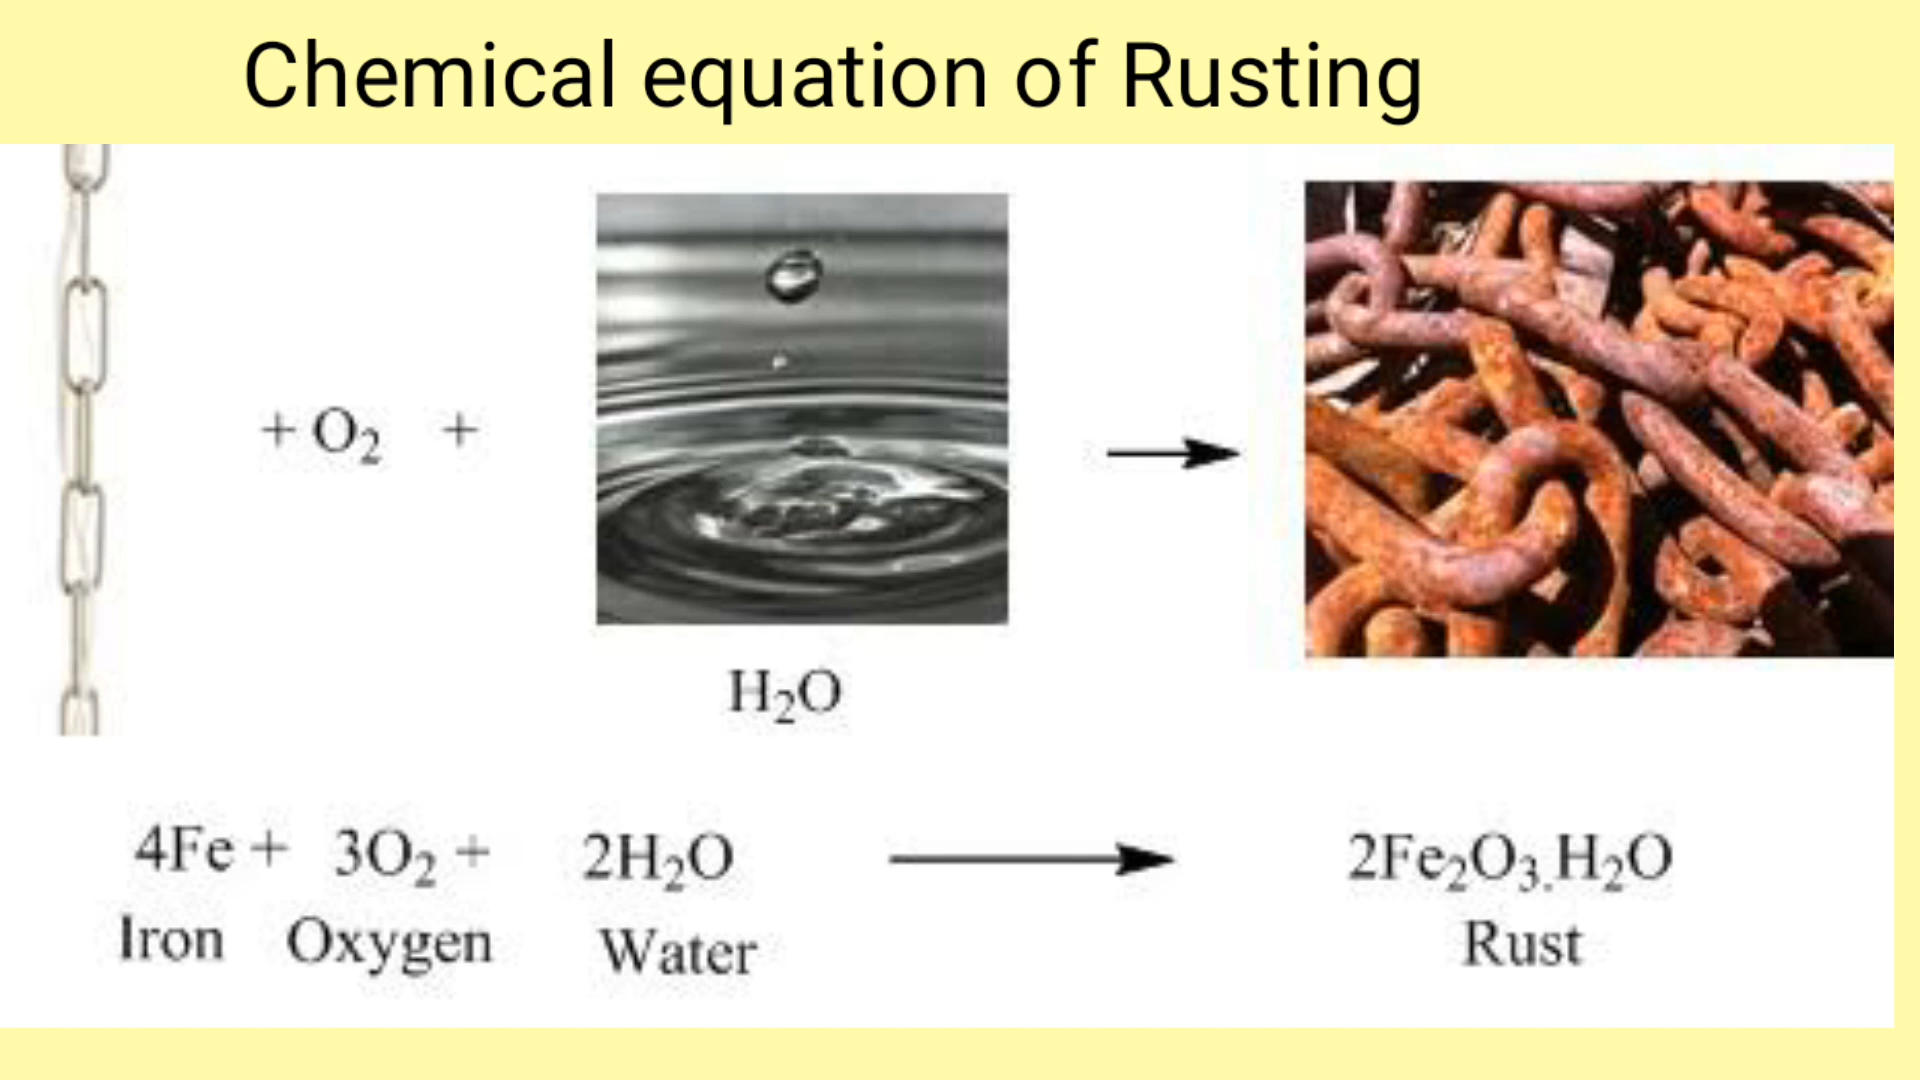 Chemical equation of Rusting
+ O₂ +
H₂O
4Fe + 3O₂ + 2H₂O 2Fe₂O₃.H₂O
Iron Oxygen Water Rust